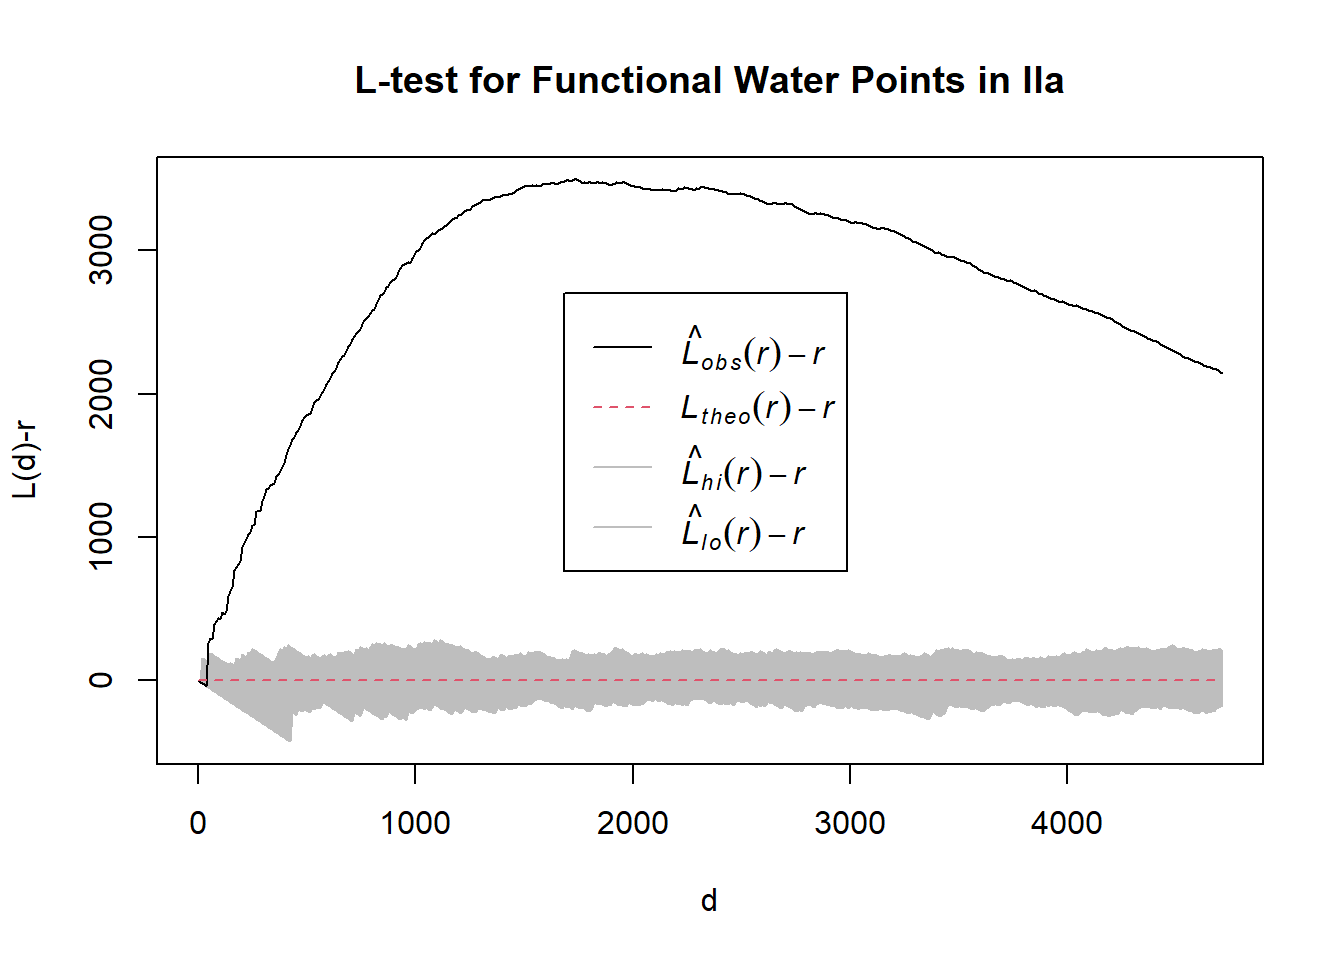 L-test for Functional Water Points in Ila
L(d)-r
3000
2000
1000
0
L̂obs(r) − r
Ltheo(r) − r
L̂hi(r) − r
L̂lo(r) − r
0 1000 2000 3000 4000
d